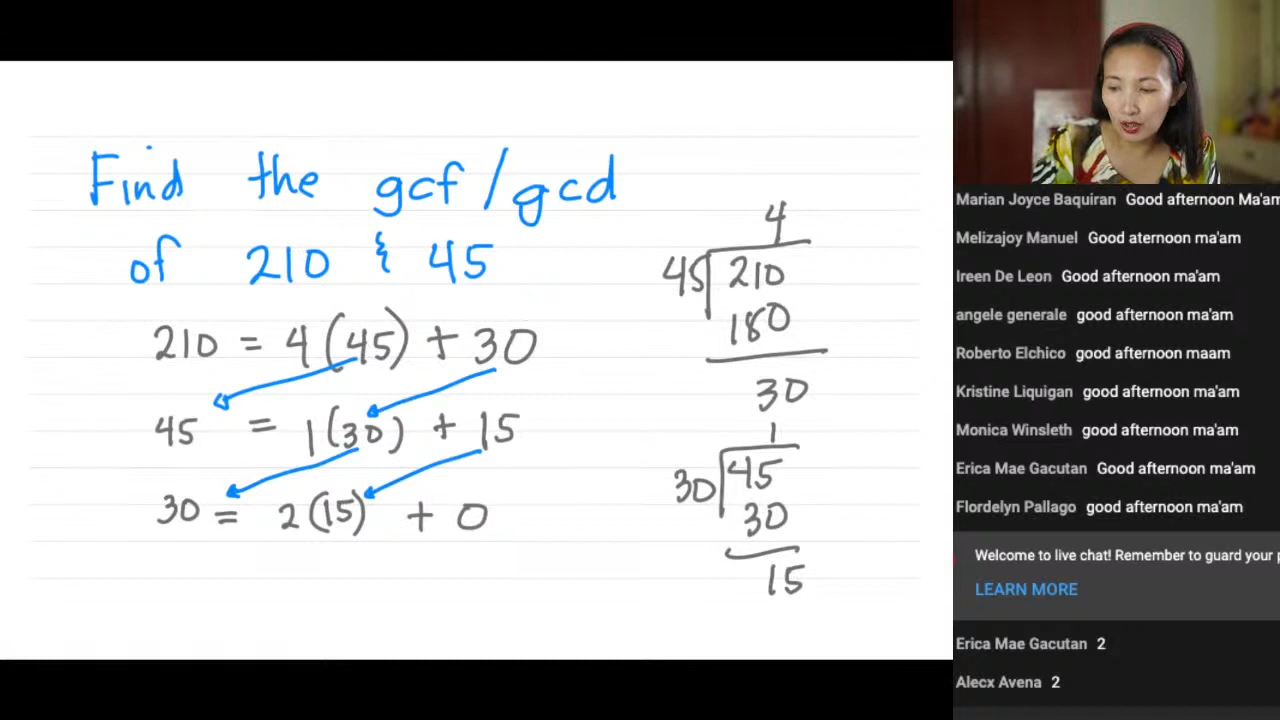 Find the gcf/gcd
of 210 & 45
210 = 4(45) + 30
45 = 1(30) + 15
30 = 2(15) + 0
4
45 210
180
30
1
30 45
30
15
Marian Joyce Baquiran Good afternoon Ma'am
Melizajoy Manuel Good aternoon ma'am
Ireen De Leon Good afternoon ma'am
angele generale good afternoon ma'am
Roberto Elchico good afternoon maam
Kristine Liquigan good afternoon ma'am
Monica Winsleth good afternoon ma'am
Erica Mae Gacutan Good afternoon ma'am
Flordelyn Pallago good afternoon ma'am
Welcome to live chat! Remember to guard your p
LEARN MORE
Erica Mae Gacutan 2
Alecx Avena 2